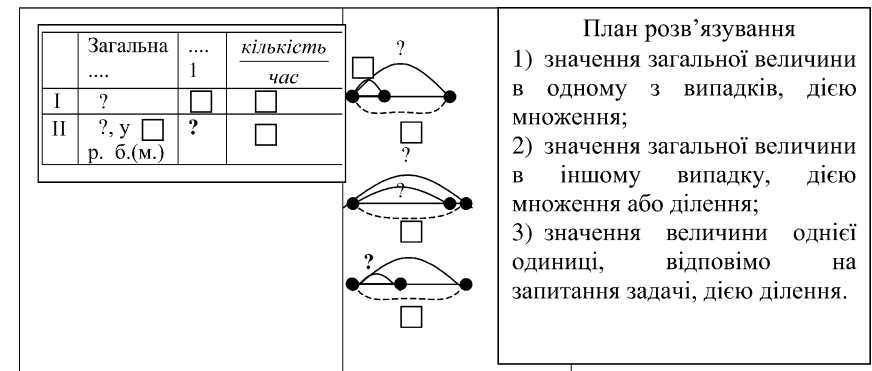 Загальна
....
....
1
кількість
час
I
?
II
?, у
р. б.(м.)
?
?
?
?
?
План розв’язування
1) значення загальної величини
в одному з випадків, дією
множення;
2) значення загальної величини
в іншому випадку, дією
множення або ділення;
3) значення величини однієї
одиниці, відповімо на
запитання задачі, дією ділення.